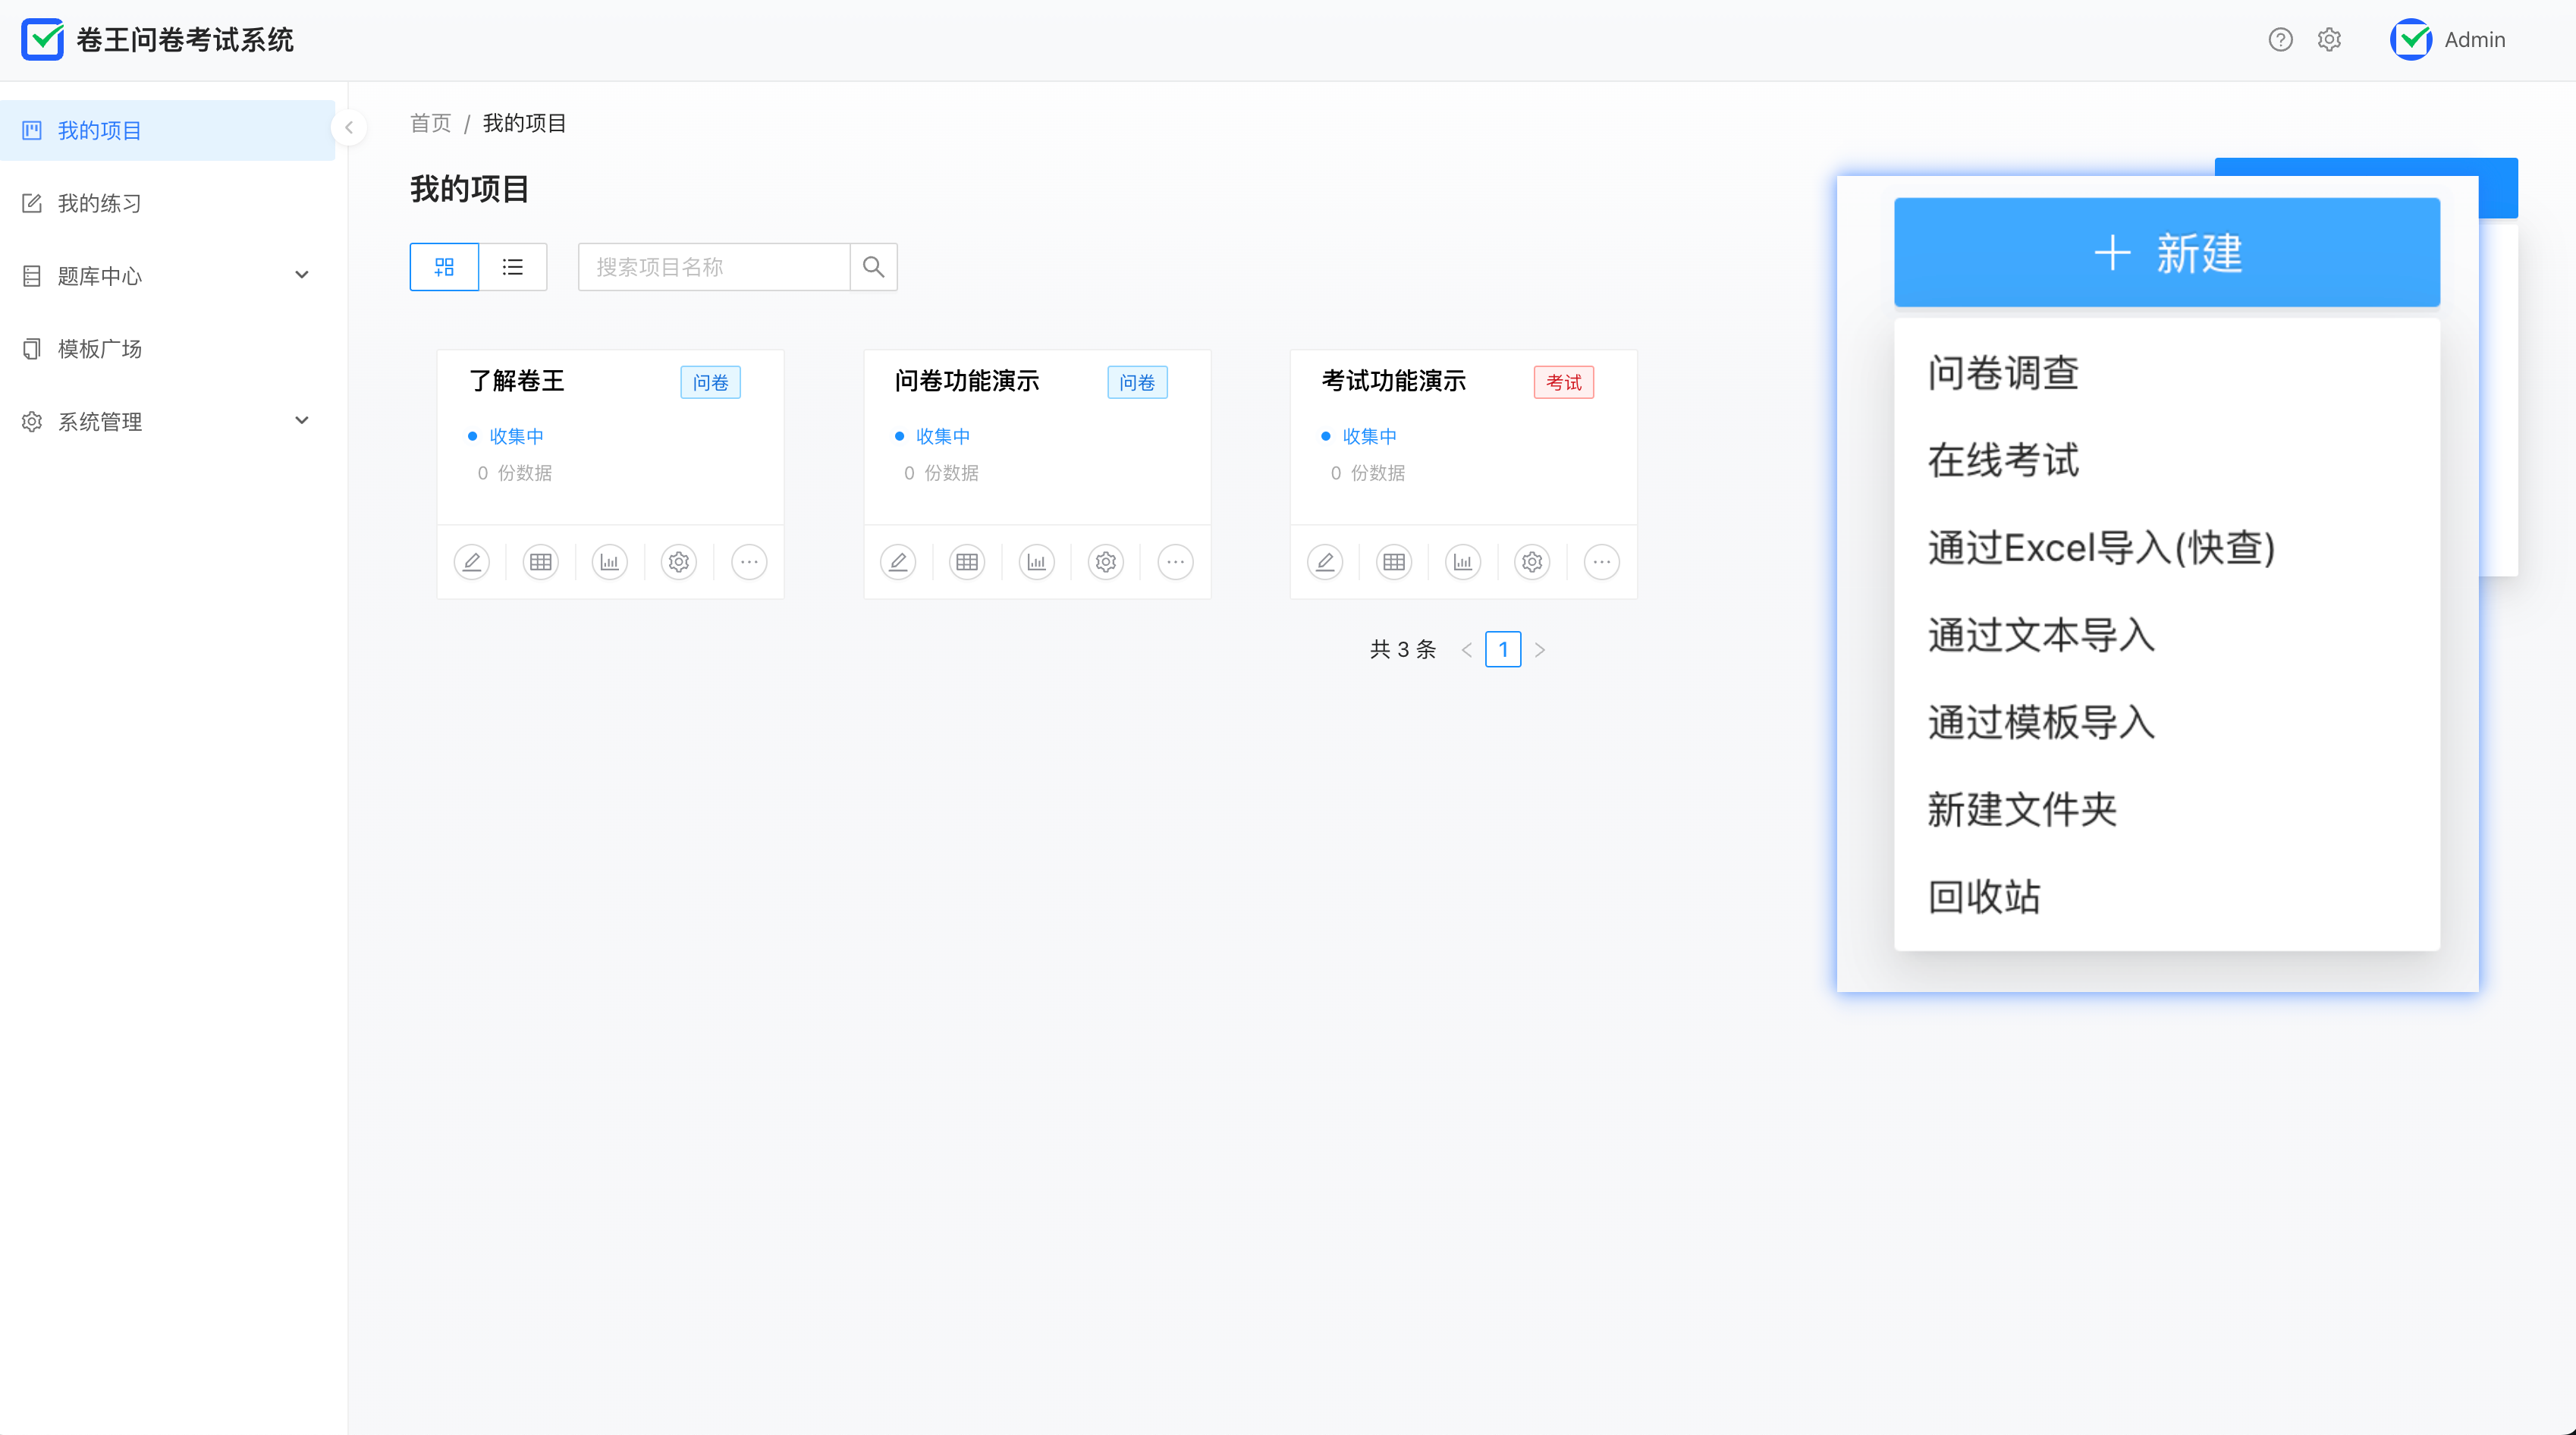 卷王问卷考试系统
Admin
我的项目
我的练习
题库中心
模板广场
系统管理
首页 / 我的项目
我的项目
搜索项目名称
了解卷王 问卷
收集中
0 份数据
问卷功能演示 问卷
收集中
0 份数据
考试功能演示 考试
收集中
0 份数据
共 3 条 < 1 >
+ 新建
问卷调查
在线考试
通过Excel导入(快查)
通过文本导入
通过模板导入
新建文件夹
回收站